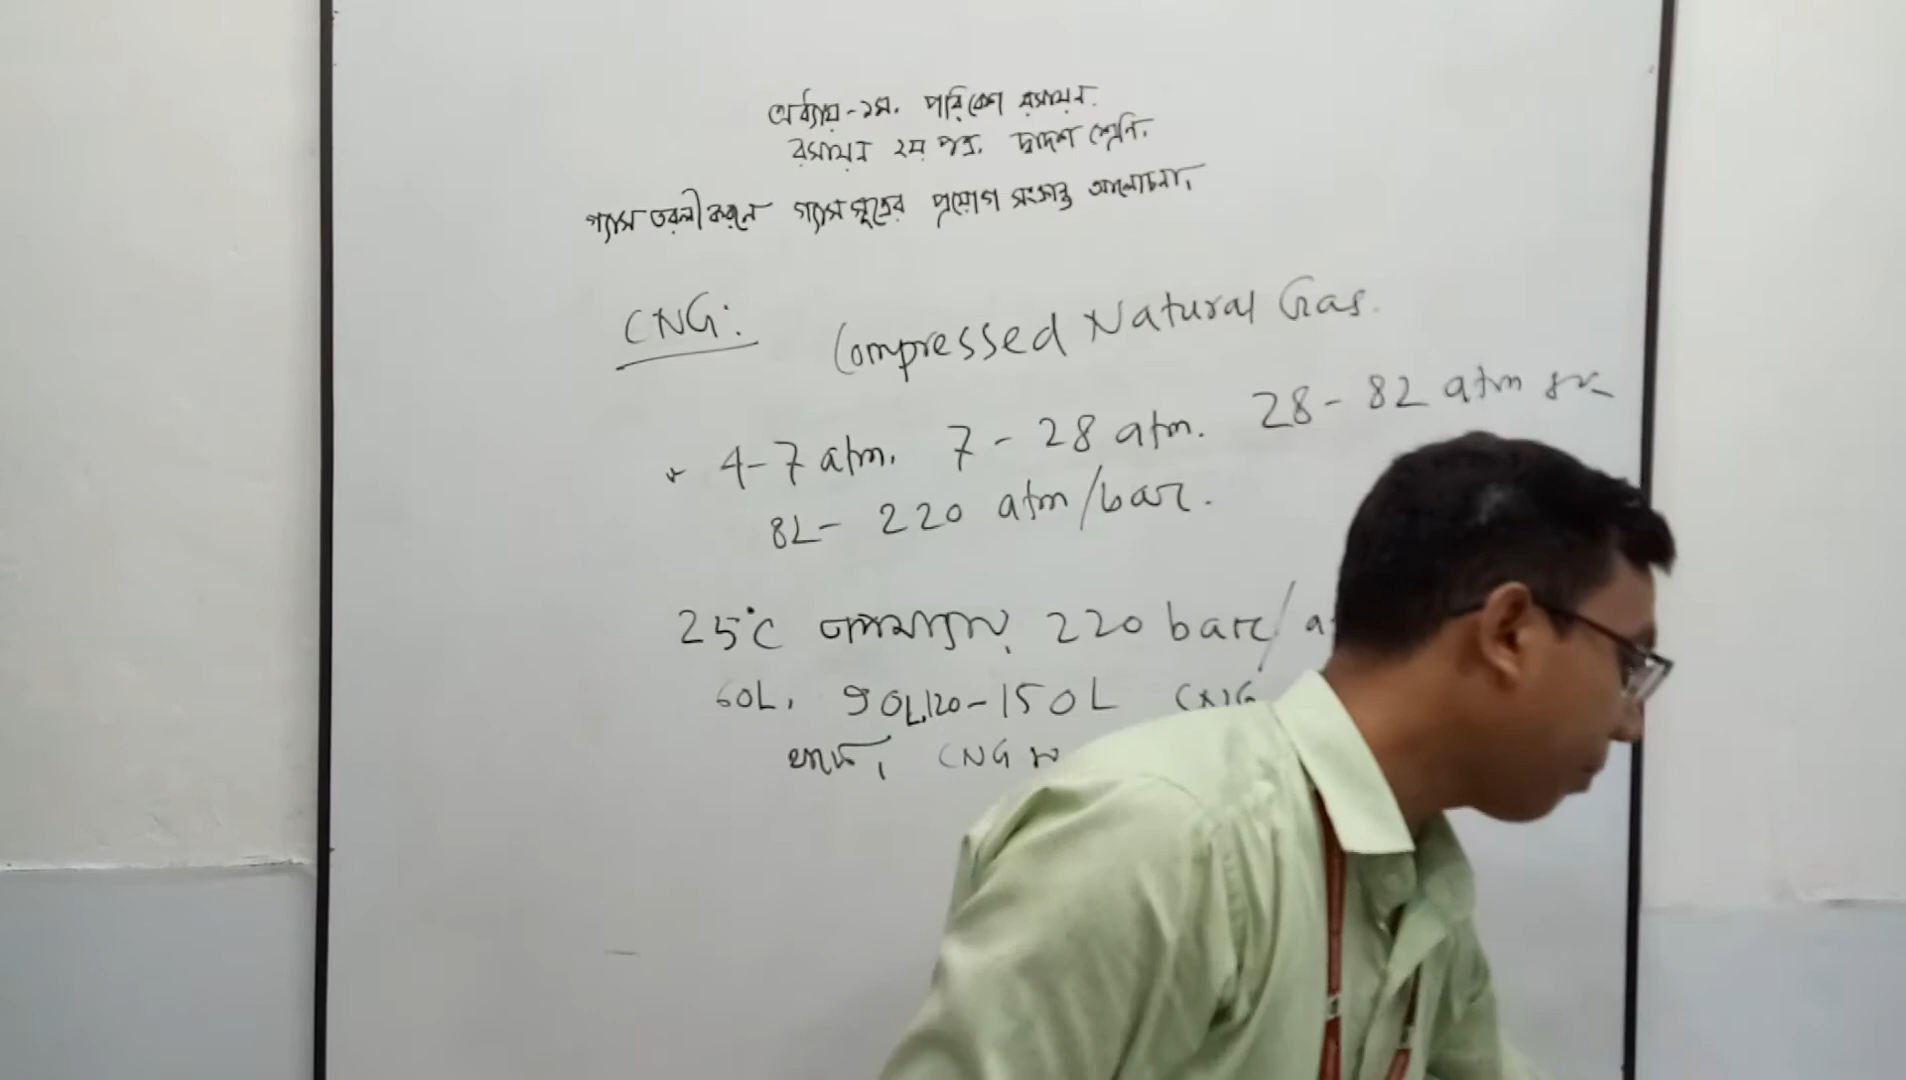 অধ্যায়-১ম. পরিবেশ রসায়ন.
রসায়ন ২য় পত্র. দ্বাদশ শ্রেণি.
গ্যাস তরলীকরনে গ্যাস সূত্রের প্রয়োগ সংক্রান্ত আলোচনা।
CNG: Compressed Natural Gas.
* 4-7 atm. 7-28 atm. 28-82 atm
82- 220 atm/bar.
25°C তাপমাত্রায় 220 bar/
60L, 90L, 120-150L CNG
থাকে, CNG